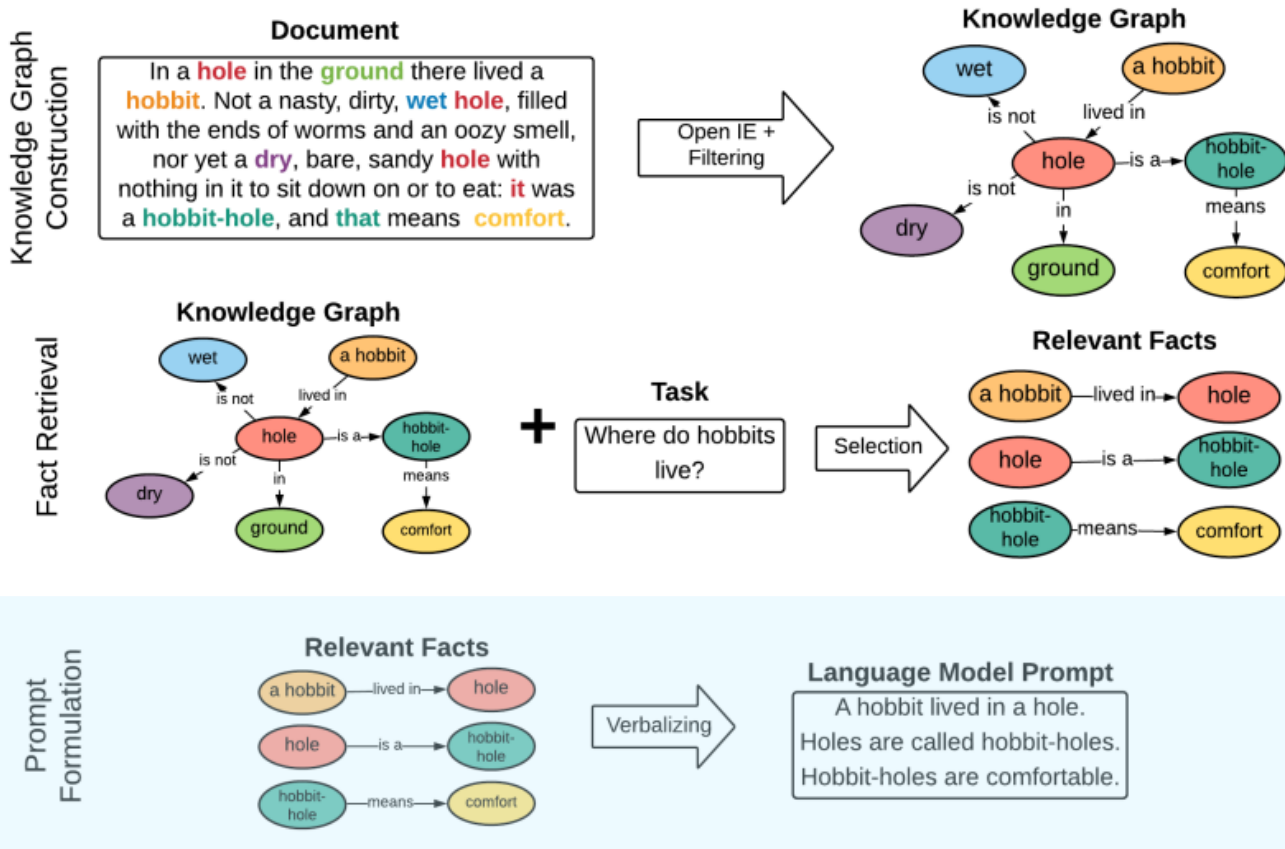 Knowledge Graph
Construction
Document
In a hole in the ground there lived a
hobbit. Not a nasty, dirty, wet hole, filled
with the ends of worms and an oozy smell,
nor yet a dry, bare, sandy hole with
nothing in it to sit down on or to eat: it was
a hobbit-hole, and that means comfort.
Open IE +
Filtering
Knowledge Graph
wet
a hobbit
is not
lived in
hole
is a
hobbit-
hole
is not
in
means
dry
ground
comfort
Fact Retrieval
Knowledge Graph
wet
a hobbit
is not
lived in
hole
is a
hobbit-
hole
is not
in
means
dry
ground
comfort
+
Task
Where do hobbits
live?
Selection
Relevant Facts
a hobbit lived in hole
hole is a hobbit-
hole
hobbit-
hole means comfort
Prompt
Formulation
Relevant Facts
a hobbit lived in hole
hole is a hobbit-
hole
hobbit-
hole means comfort
Verbalizing
Language Model Prompt
A hobbit lived in a hole.
Holes are called hobbit-holes.
Hobbit-holes are comfortable.